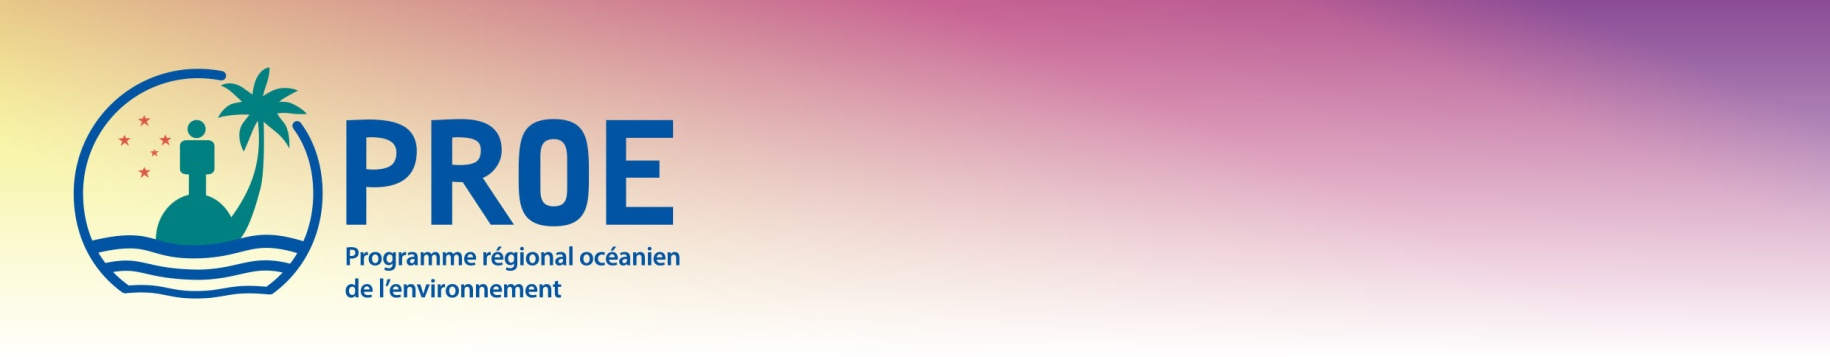 PROE
Programme régional océanien
de l’environnement